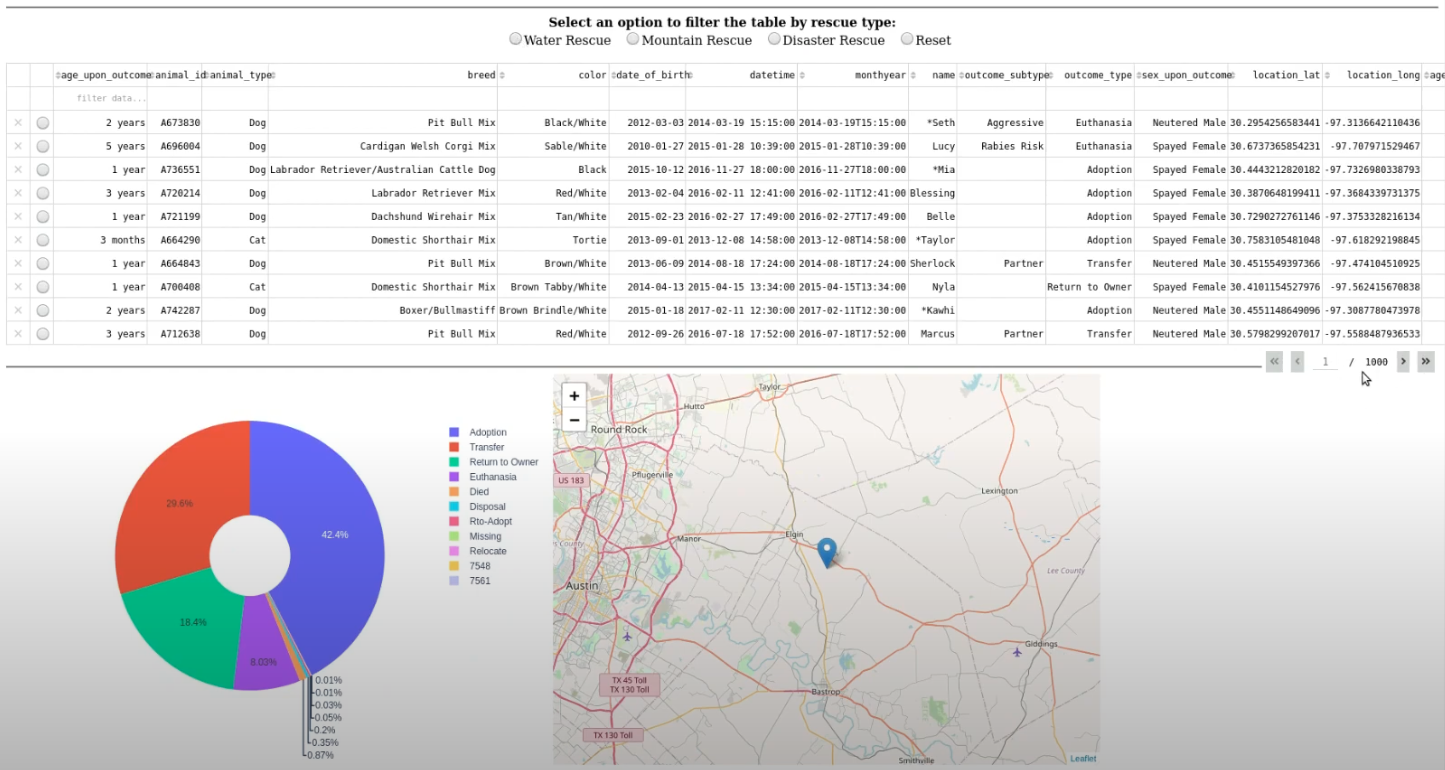 Select an option to filter the table by rescue type:
Water Rescue Mountain Rescue Disaster Rescue Reset
age_upon_outcome animal_id animal_type breed color date_of_birth datetime monthyear name outcome_subtype outcome_type sex_upon_outcome location_lat location_long age
filter data...
2 years A673830 Dog Pit Bull Mix Black/White 2012-03-03 2014-03-19 15:15:00 2014-03-19T15:15:00 *Seth Aggressive Euthanasia Neutered Male 30.2954256583441 -97.3136642110436
5 years A696004 Dog Cardigan Welsh Corgi Mix Sable/White 2010-01-27 2015-01-28 10:39:00 2015-01-28T10:39:00 Lucy Rabies Risk Euthanasia Spayed Female 30.6737365854231 -97.707971529467
1 year A736551 Dog Labrador Retriever/Australian Cattle Dog Black 2015-10-12 2016-11-27 18:00:00 2016-11-27T18:00:00 *Mia Adoption Spayed Female 30.4443212820182 -97.7326980338793
3 years A720214 Dog Labrador Retriever Mix Red/White 2013-02-04 2016-02-11 12:41:00 2016-02-11T12:41:00 Blessing Adoption Spayed Female 30.3870648199411 -97.3684339731375
1 year A721199 Dog Dachshund Wirehair Mix Tan/White 2015-02-23 2016-02-27 17:49:00 2016-02-27T17:49:00 Belle Adoption Spayed Female 30.7290272761146 -97.3753328216134
3 months A664290 Cat Domestic Shorthair Mix Tortie 2013-09-01 2013-12-08 14:58:00 2013-12-08T14:58:00 *Taylor Adoption Spayed Female 30.7583105481048 -97.618292198845
1 year A664843 Dog Pit Bull Mix Brown/White 2013-06-09 2014-08-18 17:24:00 2014-08-18T17:24:00 Sherlock Partner Transfer Neutered Male 30.4515549397366 -97.474104510925
1 year A700408 Cat Domestic Shorthair Mix Brown Tabby/White 2014-04-13 2015-04-15 13:34:00 2015-04-15T13:34:00 Nyla Return to Owner Spayed Female 30.4101154527976 -97.562415670838
2 years A742287 Dog Boxer/Bullmastiff Brown Brindle/White 2015-01-18 2017-02-11 12:30:00 2017-02-11T12:30:00 *Kawhi Adoption Neutered Male 30.4551148649096 -97.3087780473978
3 years A712638 Dog Pit Bull Mix Red/White 2012-09-26 2016-07-18 17:52:00 2016-07-18T17:52:00 Marcus Partner Transfer Neutered Male 30.5798299207017 -97.5588487936533
1 / 1000
29.6%
42.4%
18.4%
8.03%
0.01%
0.01%
0.03%
0.05%
0.2%
0.35%
0.87%
Adoption
Transfer
Return to Owner
Euthanasia
Died
Disposal
Rto-Adopt
Missing
Relocate
7548
7561
+
−
Taylor
Hutto
Round Rock
Pflugerville
US 183
Lexington
Manor
Elgin
County
Lee County
Austin
Giddings
TX 45 Toll
TX 130 Toll
Bastrop
TX 130 Toll
Smithville
Leaflet